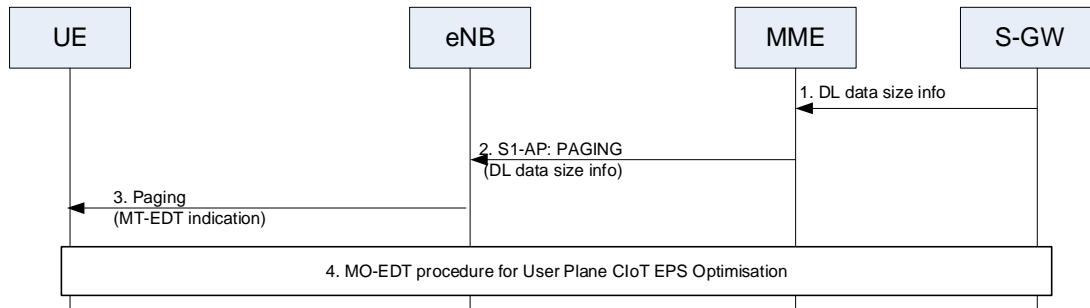 UE
eNB
MME
S-GW
1. DL data size info
2. S1-AP: PAGING
(DL data size info)
3. Paging
(MT-EDT indication)
4. MO-EDT procedure for User Plane CIoT EPS Optimisation